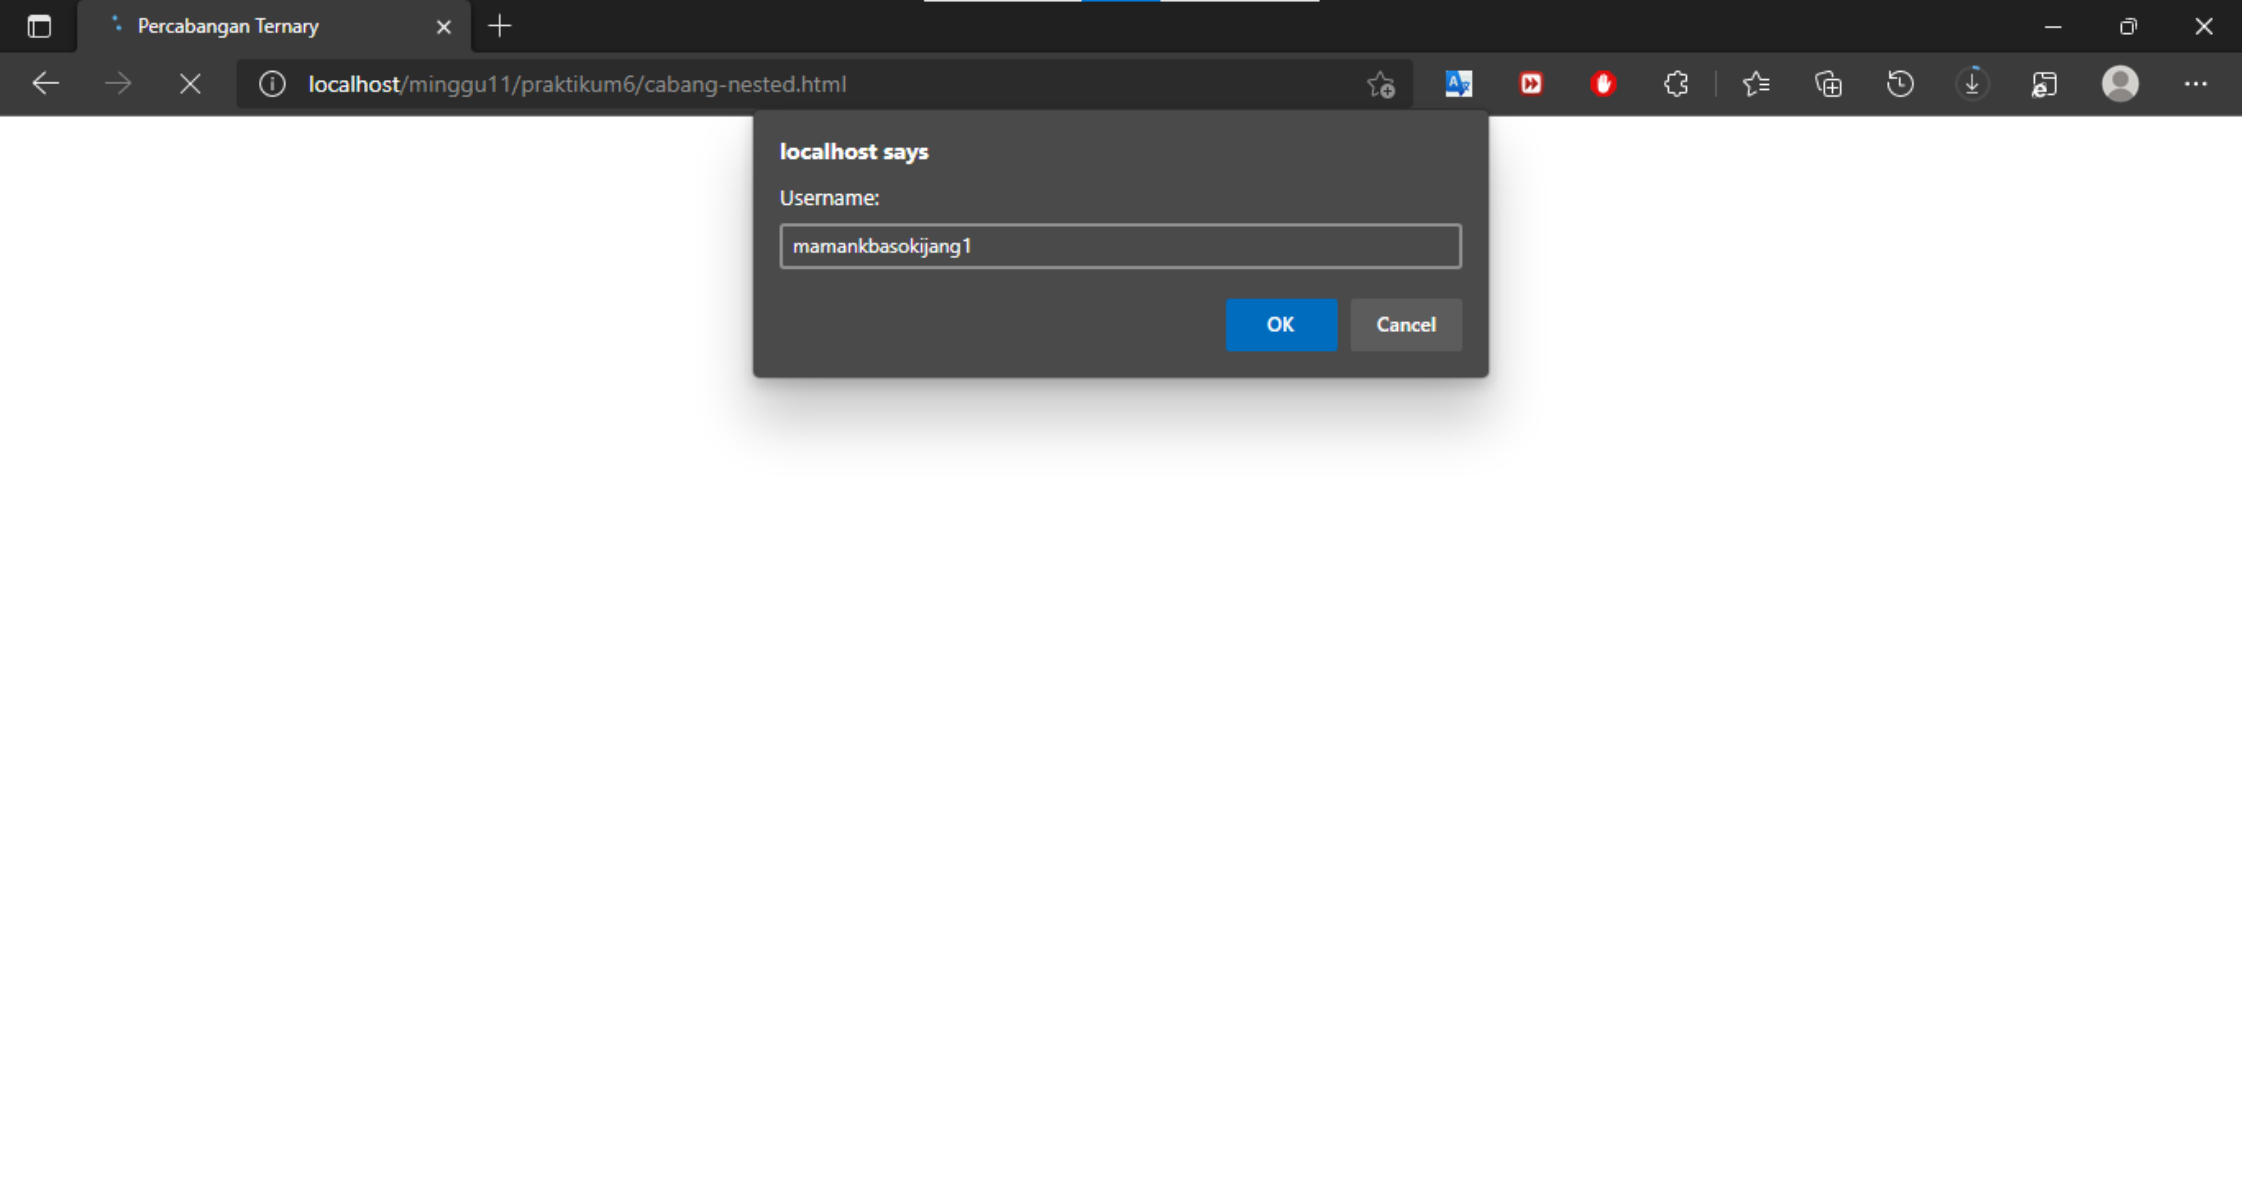 Percabangan Ternary
localhost/minggu11/praktikum6/cabang-nested.html
localhost says
Username:
mamankbasokijang1
OK
Cancel